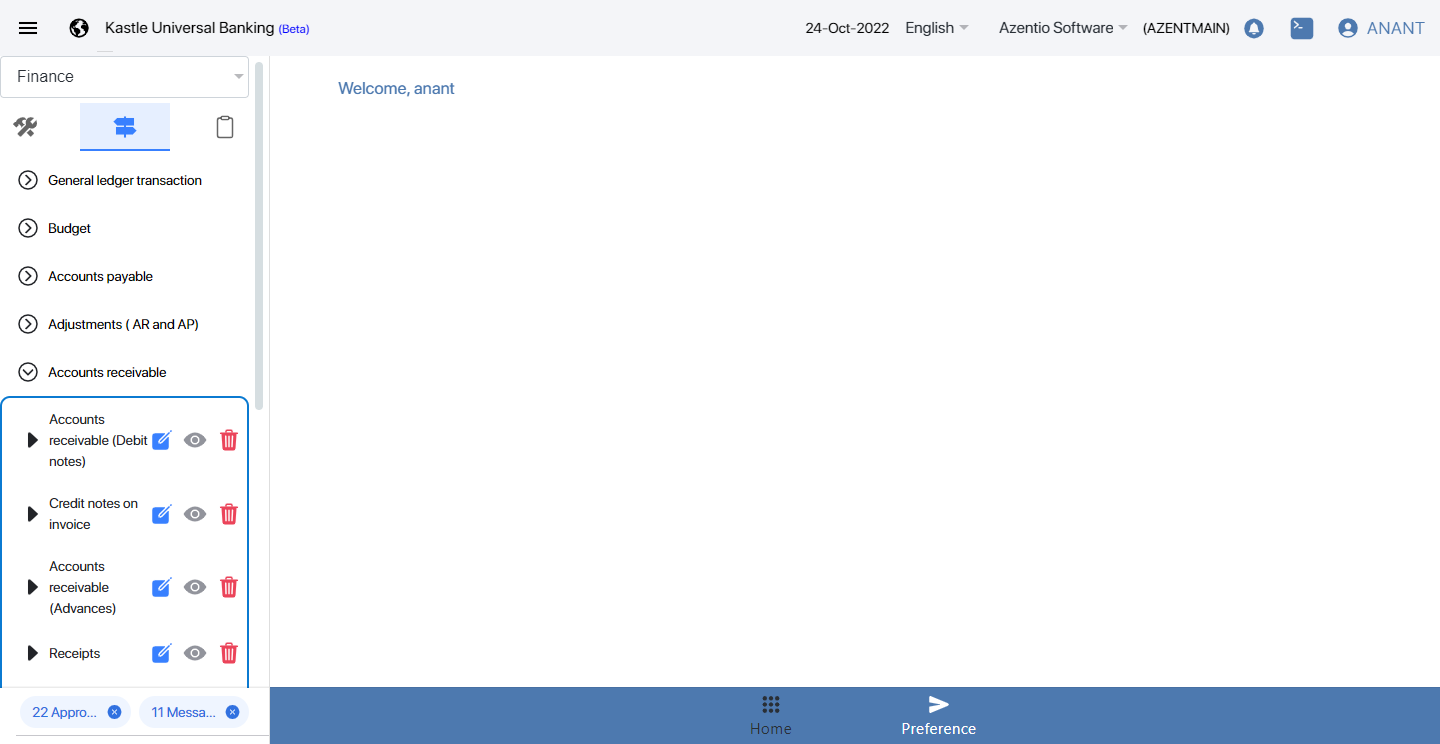 Kastle Universal Banking (Beta)
24-Oct-2022 English Azentio Software (AZENTMAIN) ANANT
Finance
Welcome, anant
General ledger transaction
Budget
Accounts payable
Adjustments ( AR and AP)
Accounts receivable
Accounts
receivable (Debit
notes)
Credit notes on
invoice
Accounts
receivable
(Advances)
Receipts
22 Appro...
11 Messa...
Home
Preference